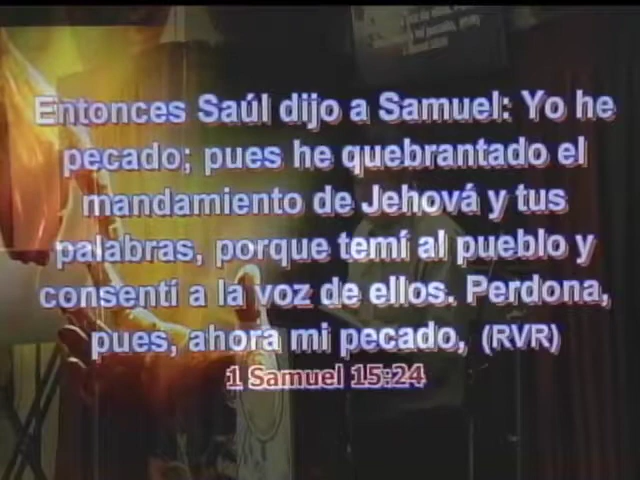 Entonces Saúl dijo a Samuel: Yo he
pecado; pues he quebrantado el
mandamiento de Jehová y tus
palabras, porque temí al pueblo y
consentí a la voz de ellos. Perdona,
pues, ahora mi pecado, (RVR)
1 Samuel 15:24